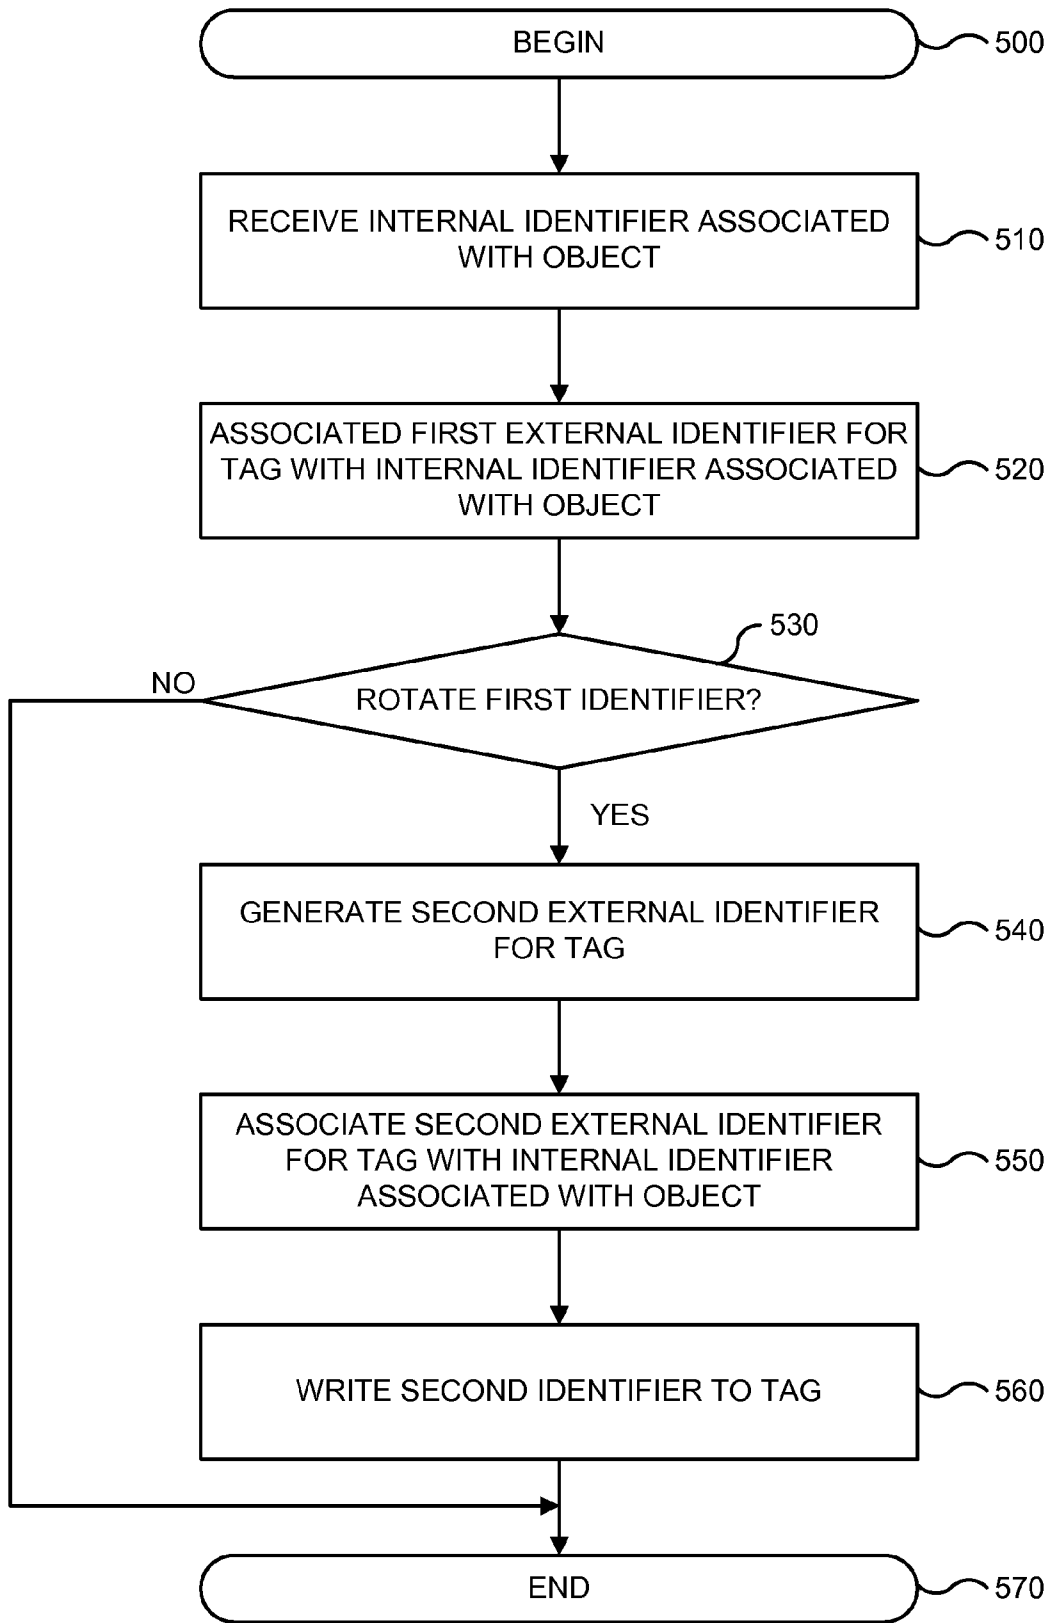 BEGIN
500
RECEIVE INTERNAL IDENTIFIER ASSOCIATED
WITH OBJECT
510
ASSOCIATED FIRST EXTERNAL IDENTIFIER FOR
TAG WITH INTERNAL IDENTIFIER ASSOCIATED
WITH OBJECT
520
530
NO
ROTATE FIRST IDENTIFIER?
YES
GENERATE SECOND EXTERNAL IDENTIFIER
FOR TAG
540
ASSOCIATE SECOND EXTERNAL IDENTIFIER
FOR TAG WITH INTERNAL IDENTIFIER
ASSOCIATED WITH OBJECT
550
WRITE SECOND IDENTIFIER TO TAG
560
END
570